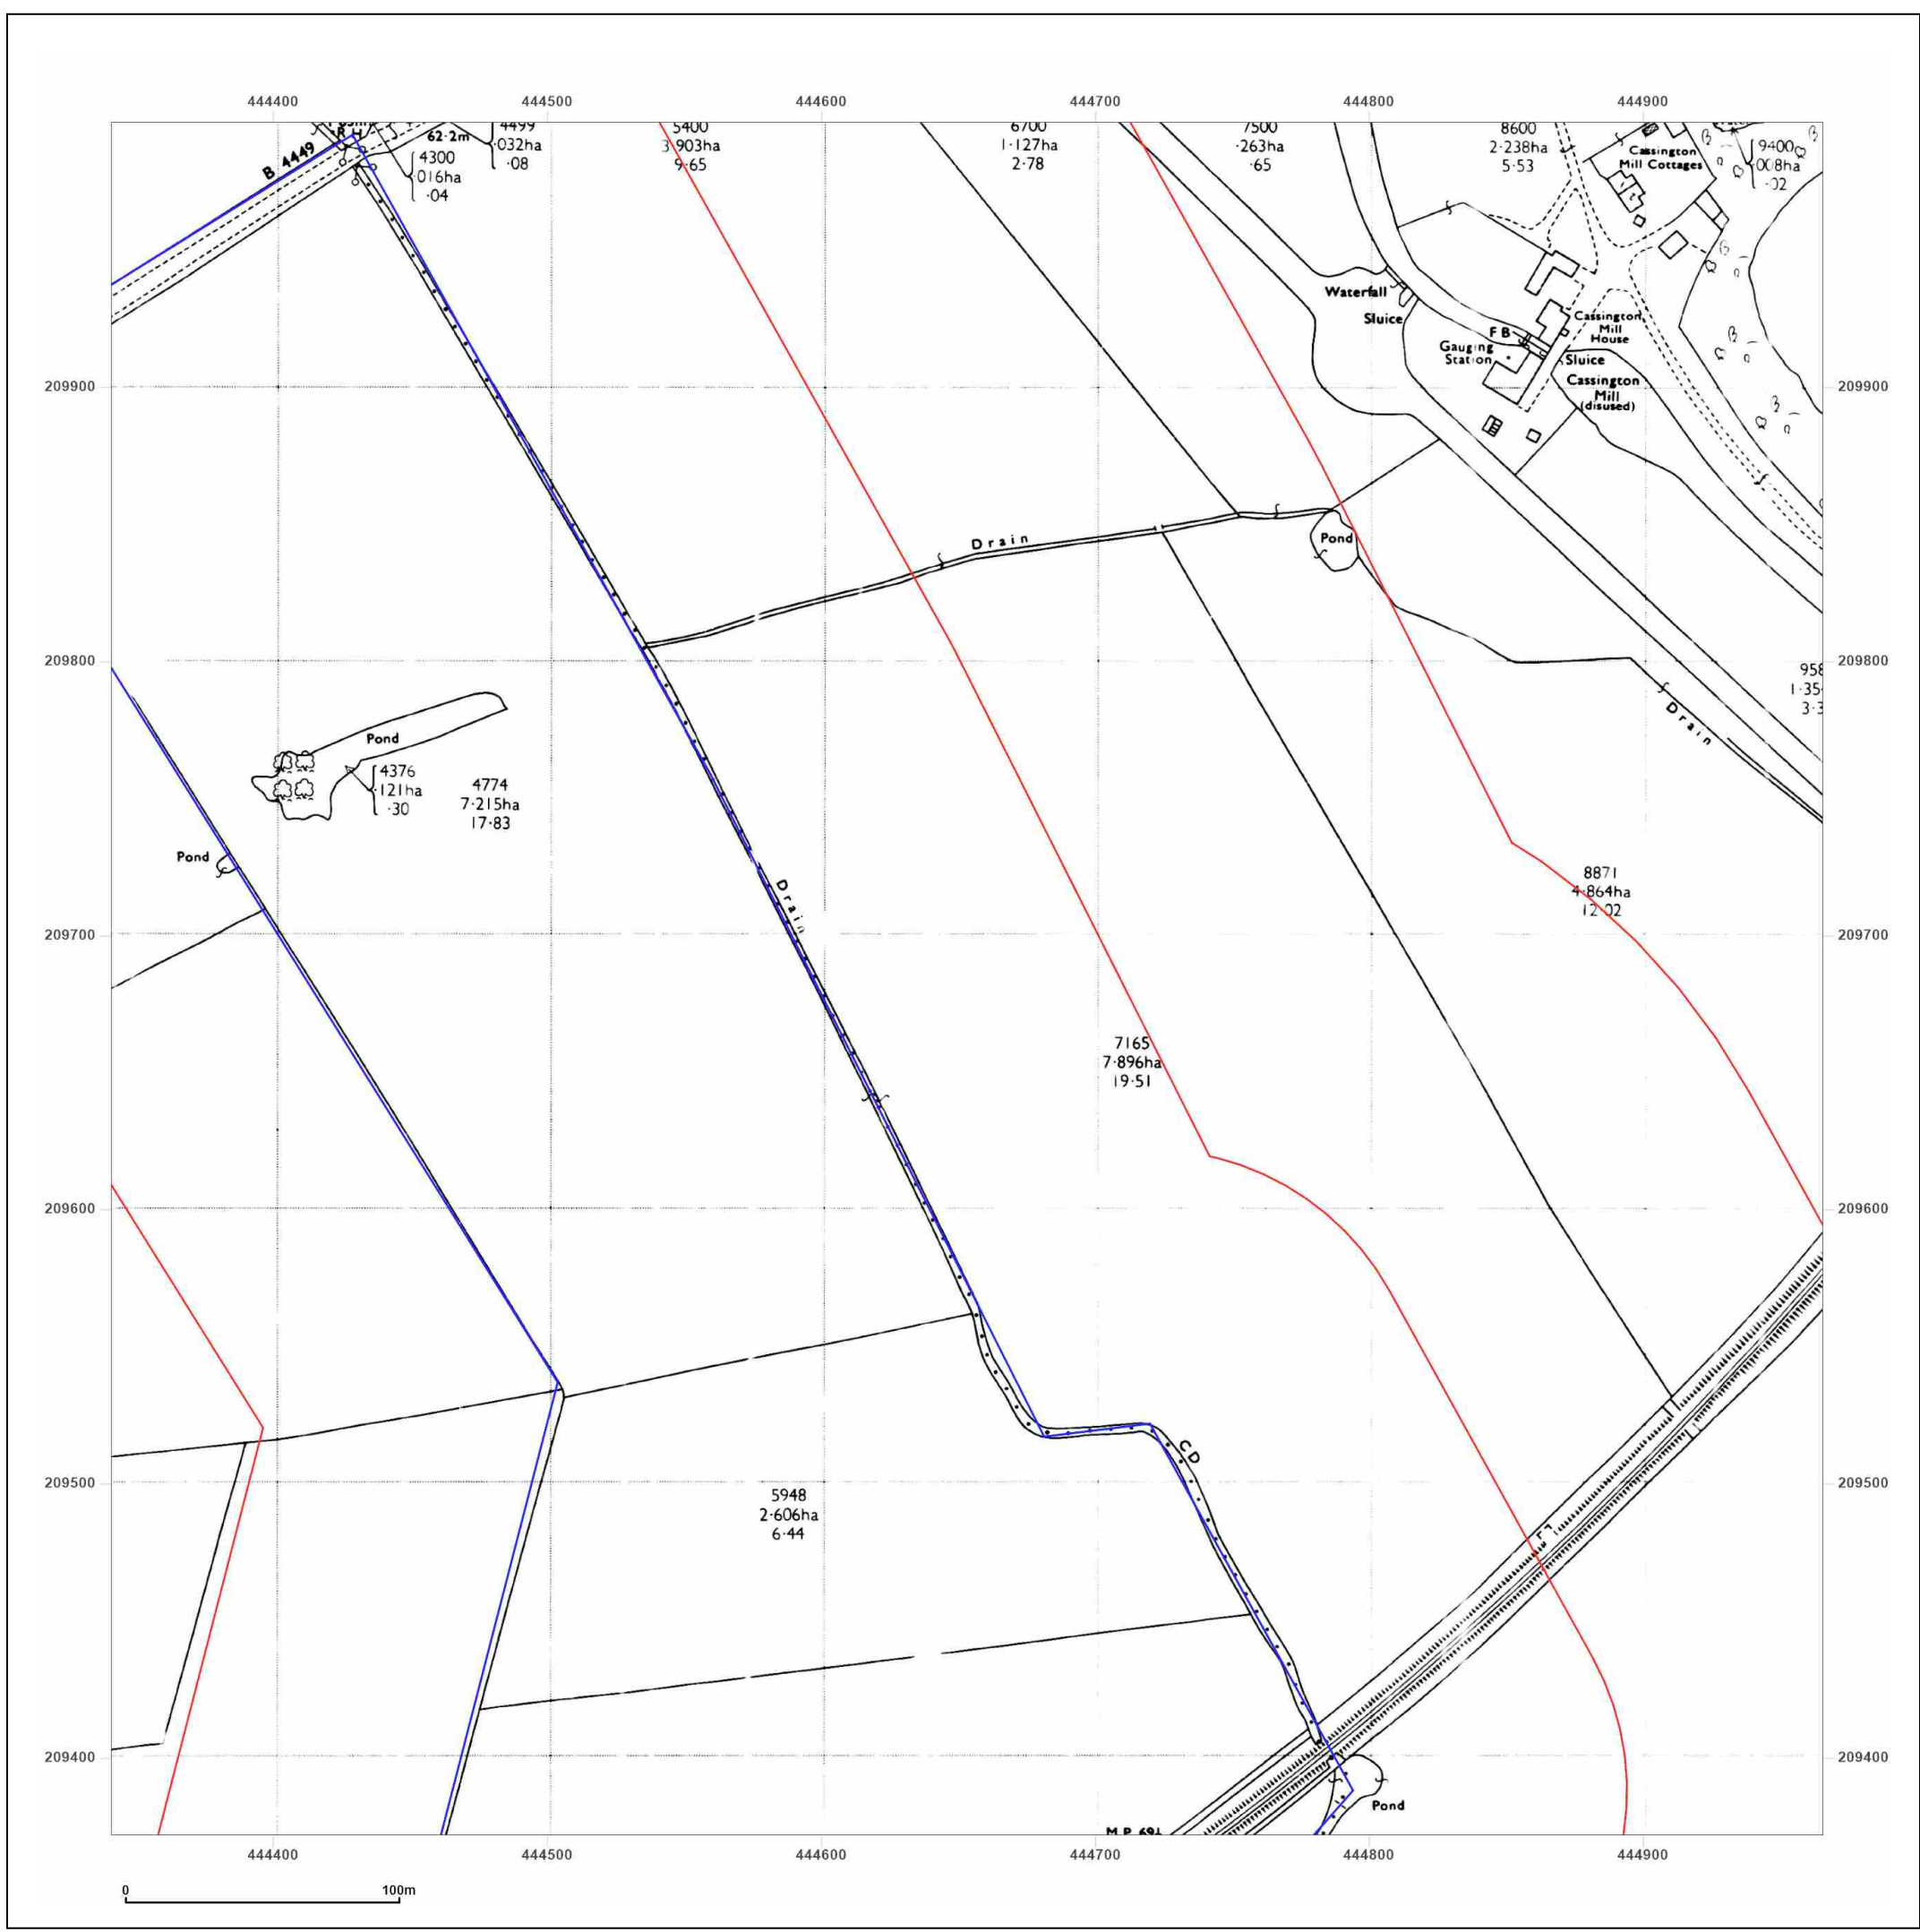 444400 444500 444600 444700 444800 444900
B 4449
62·2m
4300
·016ha
·04
4499
·032ha
·08
5400
3·903ha
9·65
6700
1·127ha
2·78
7500
·263ha
·65
8600
2·238ha
5·53
Cassington
Mill Cottages
9400
·008ha
·02
Waterfall
Sluice
F B
Gauging
Station
Cassington
Mill
House
Sluice
Cassington
Mill
(disused)
209900 209900
Drain
Pond
209800 209800
Drain
Pond
4376
·121ha
·30
4774
7·215ha
17·83
Pond
Drain
8871
4·864ha
12·02
209700 209700
7165
7·896ha
19·51
209600 209600
CD
209500 209500
5948
2·606ha
6·44
209400 209400
Pond
444400 444500 444600 444700 444800 444900
0 100m